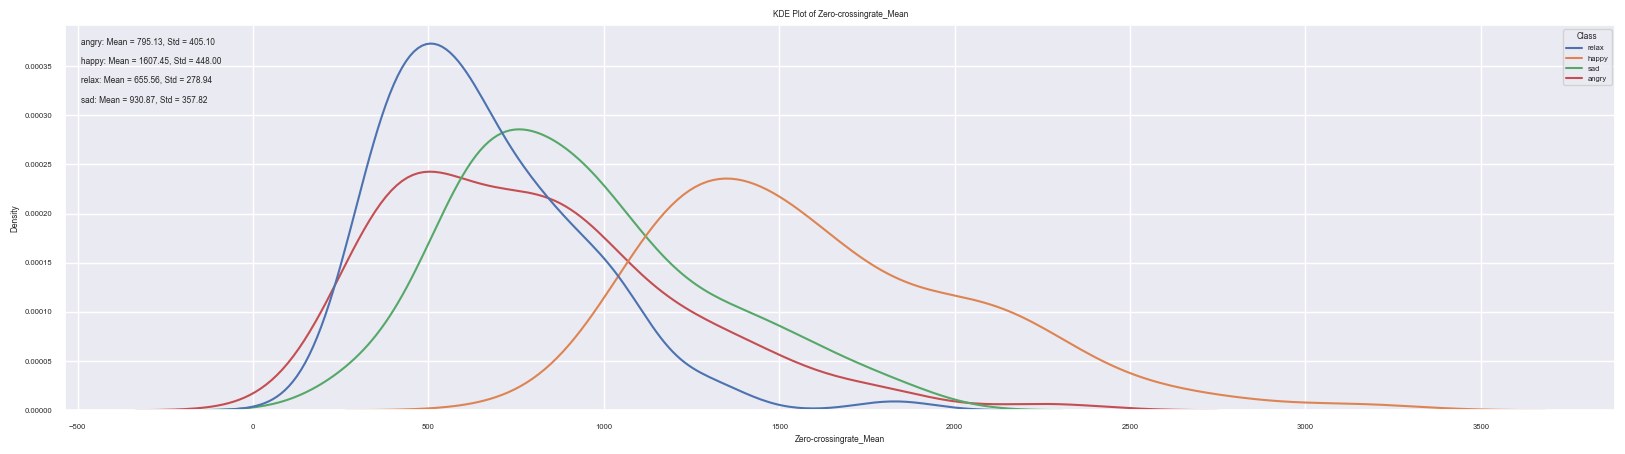 KDE Plot of Zero-crossingrate_Mean
angry: Mean = 795.13, Std = 405.10
happy: Mean = 1607.45, Std = 448.00
relax: Mean = 655.56, Std = 278.94
sad: Mean = 930.87, Std = 357.82
Class
relax
happy
sad
angry
Density
0.00035
0.00030
0.00025
0.00020
0.00015
0.00010
0.00005
0.00000
−500
0
500
1000
1500
2000
2500
3000
3500
Zero-crossingrate_Mean